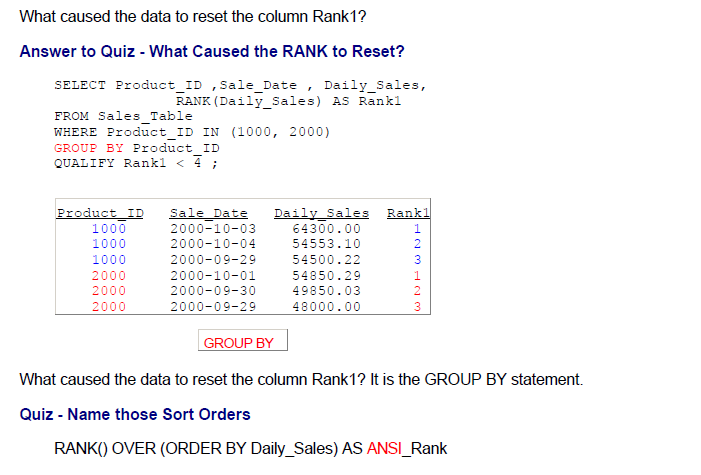 What caused the data to reset the column Rank1?
Answer to Quiz - What Caused the RANK to Reset?
SELECT Product_ID ,Sale_Date , Daily_Sales,
RANK(Daily_Sales) AS Rank1
FROM Sales_Table
WHERE Product_ID IN (1000, 2000)
GROUP BY Product_ID
QUALIFY Rank1 < 4 ;
Product_ID Sale_Date Daily_Sales Rank1
1000 2000-10-03 64300.00 1
1000 2000-10-04 54553.10 2
1000 2000-09-29 54500.22 3
2000 2000-10-01 54850.29 1
2000 2000-09-30 49850.03 2
2000 2000-09-29 48000.00 3
GROUP BY
What caused the data to reset the column Rank1? It is the GROUP BY statement.
Quiz - Name those Sort Orders
RANK() OVER (ORDER BY Daily_Sales) AS ANSI_Rank